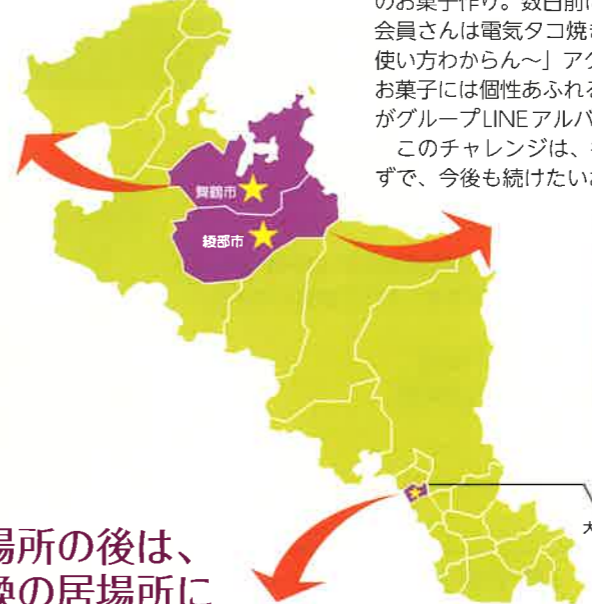 のお菓子作り。数日前に
会員さんは電気タコ焼き
使い方わからん〜」アク
お菓子には個性あふれる
がグループLINEアルバ
このチャレンジは、
ずで、今後も続けたいお
舞鶴市
綾部市
大
場所の後は、
換の居場所に